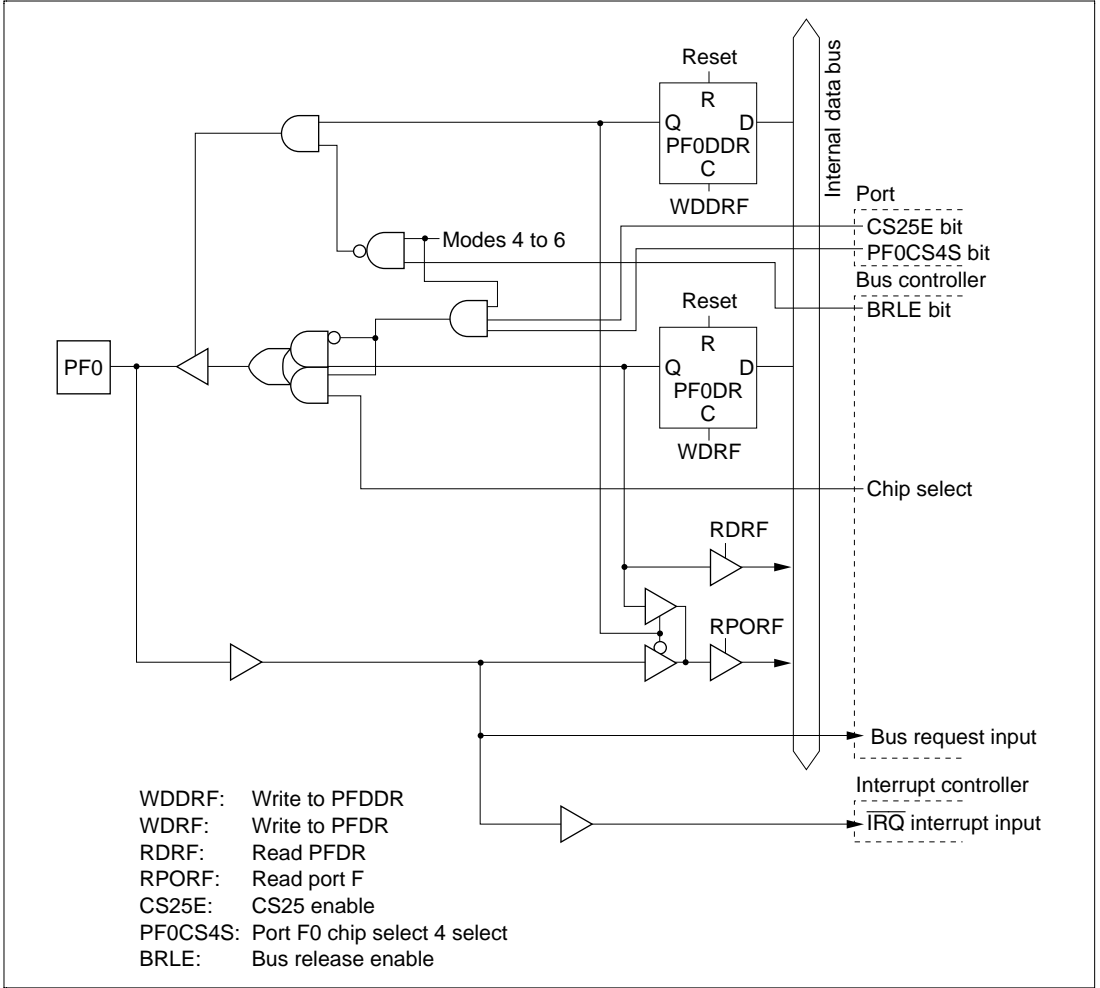 Reset
R
Q D
PF0DDR
C
WDDRF
Internal data bus
Port
CS25E bit
PF0CS4S bit
Bus controller
BRLE bit
Modes 4 to 6
Reset
R
Q D
PF0DR
C
WDRF
PF0
Chip select
RDRF
RPORF
Bus request input
Interrupt controller
IRQ interrupt input
WDDRF: Write to PFDDR
WDRF: Write to PFDR
RDRF: Read PFDR
RPORF: Read port F
CS25E: CS25 enable
PF0CS4S: Port F0 chip select 4 select
BRLE: Bus release enable